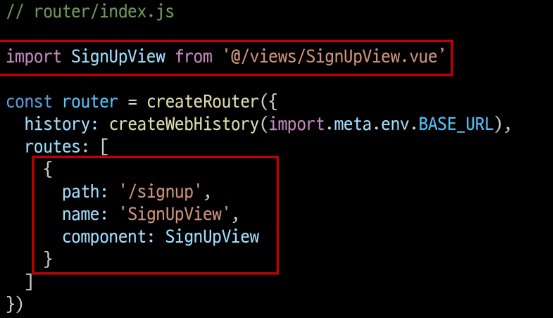 // router/index.js
import SignUpView from '@/views/SignUpView.vue’
const router = createRouter({
history: createWebHistory(import.meta.env.BASE_URL),
routes: [
{
path: '/signup',
name: 'SignUpView',
component: SignUpView
}
]
})